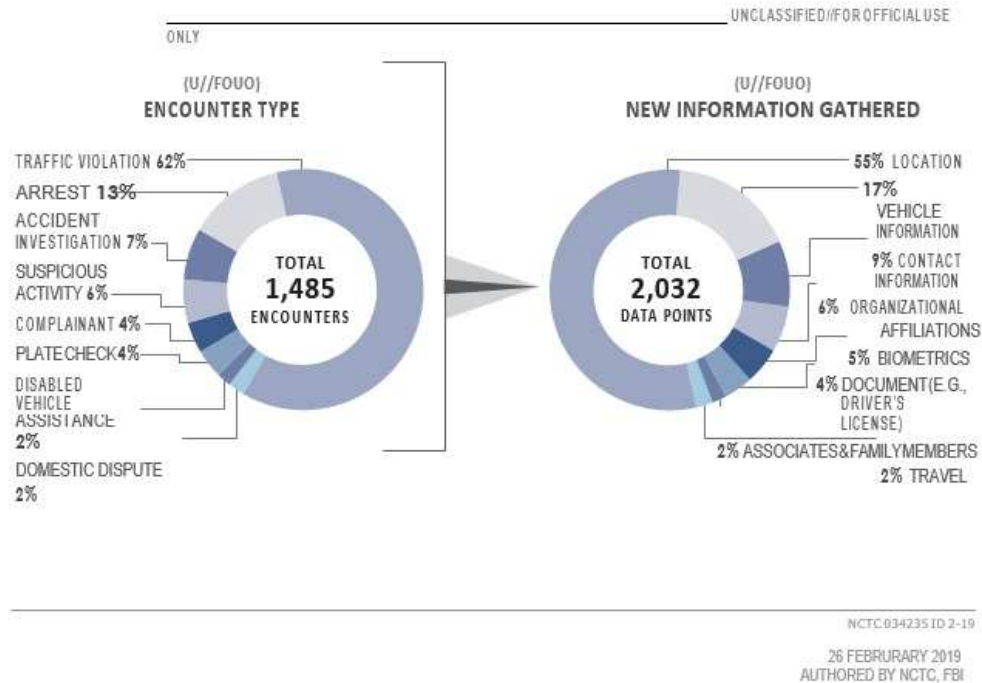 UNCLASSIFIED//FOR OFFICIAL USE
ONLY
(U//FOUO)
ENCOUNTER TYPE
TRAFFIC VIOLATION 62%
ARREST 13%
ACCIDENT
INVESTIGATION 7%
SUSPICIOUS
ACTIVITY 6%
COMPLAINANT 4%
PLATE CHECK 4%
DISABLED
VEHICLE
ASSISTANCE
2%
DOMESTIC DISPUTE
2%
TOTAL
1,485
ENCOUNTERS
(U//FOUO)
NEW INFORMATION GATHERED
TOTAL
2,032
DATA POINTS
55% LOCATION
17%
VEHICLE
INFORMATION
9% CONTACT
INFORMATION
6% ORGANIZATIONAL
AFFILIATIONS
5% BIOMETRICS
4% DOCUMENT (E.G.,
DRIVER'S
LICENSE)
2% ASSOCIATES & FAMILY MEMBERS
2% TRAVEL
NCTC 03423S ID 2-19
26 FEBRURARY 2019
AUTHORED BY NCTC, FBI